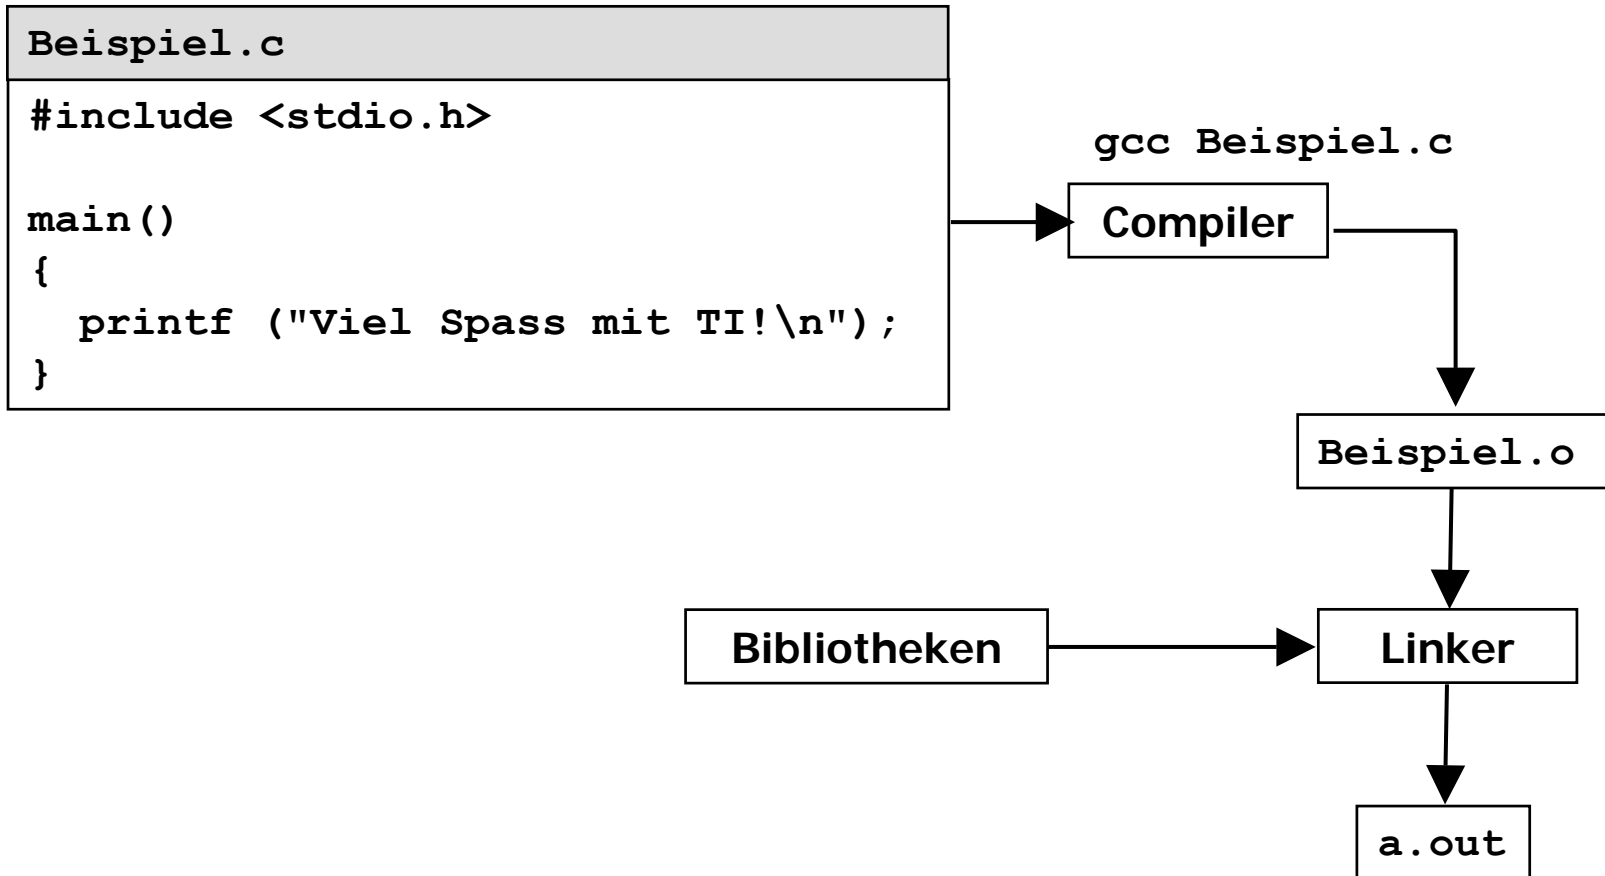 Beispiel.c
#include <stdio.h>
main()
{
  printf ("Viel Spass mit TI!\n");
}
gcc Beispiel.c
Compiler
Beispiel.o
Bibliotheken
Linker
a.out